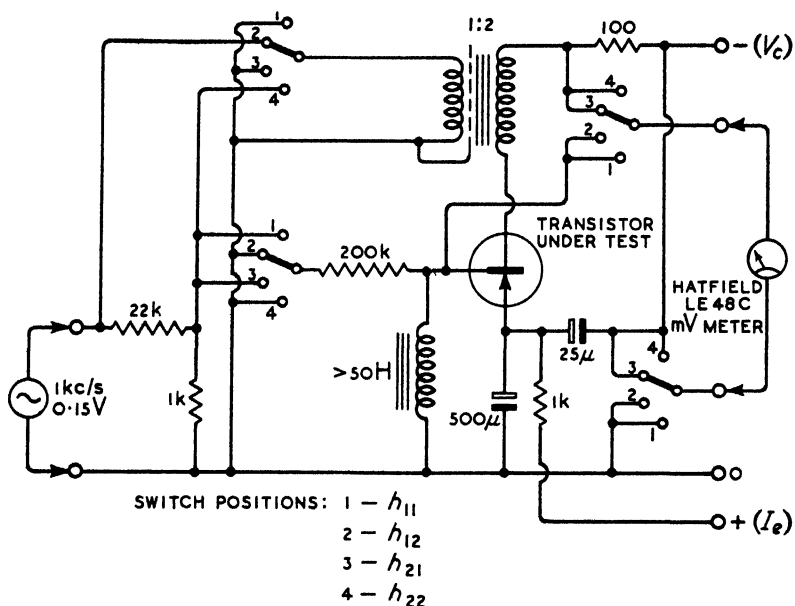 1:2
100
1
2
3
4
− (Vc)
4
3
2
1
TRANSISTOR
UNDER TEST
1
2
3
4
200k
22k
HATFIELD
LE48C
mV METER
1kc/s
0·15V
1k
>50H
500μ
25μ
1k
4
3
2
1
0
SWITCH POSITIONS: 1 − h11
+ (Ie)
2 − h12
3 − h21
4 − h22